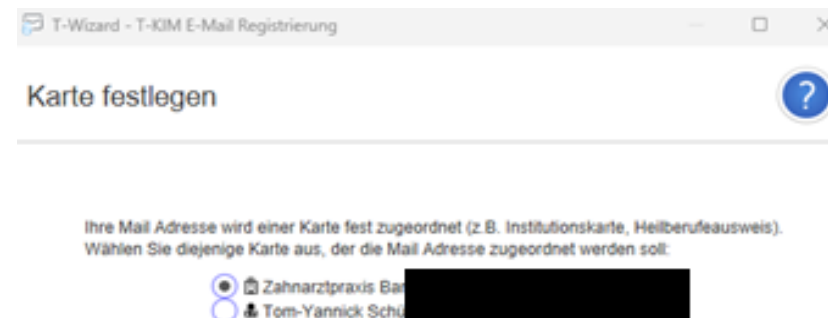 T-Wizard - T-KIM E-Mail Registrierung
Karte festlegen
?
Ihre Mail Adresse wird einer Karte fest zugeordnet (z.B. Institutionskarte, Heilberufeausweis).
Wählen Sie diejenige Karte aus, der die Mail Adresse zugeordnet werden soll:
Zahnarztpraxis Bar
Tom-Yannick Schü